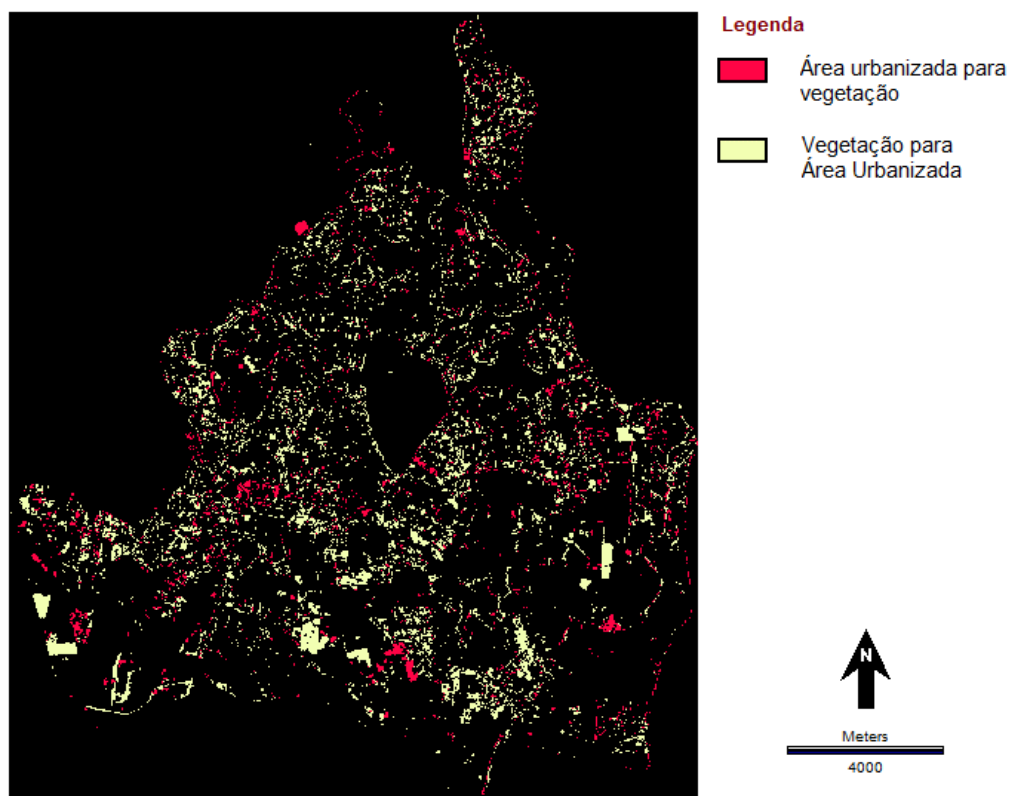 Legenda
Área urbanizada para
vegetação
Vegetação para
Área Urbanizada
N
Meters
4000